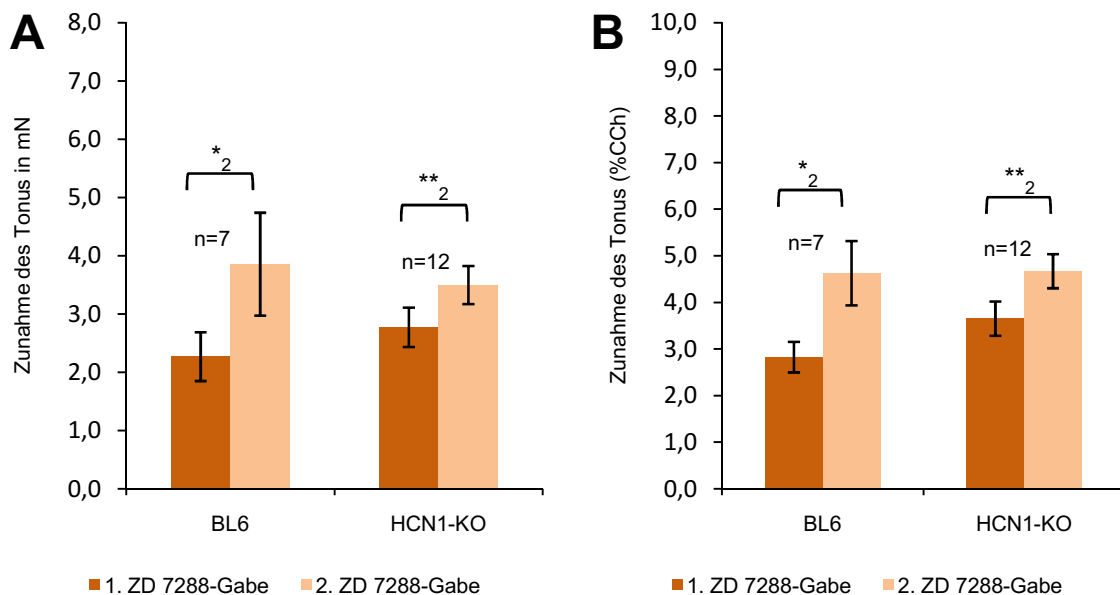 A
Zunahme des Tonus in mN
8,0
7,0
6,0
5,0
4,0
3,0
2,0
1,0
0,0
*
2
n=7
**
2
n=12
BL6
HCN1-KO
1. ZD 7288-Gabe
2. ZD 7288-Gabe
B
Zunahme des Tonus (%CCh)
10,0
9,0
8,0
7,0
6,0
5,0
4,0
3,0
2,0
1,0
0,0
*
2
n=7
**
2
n=12
BL6
HCN1-KO
1. ZD 7288-Gabe
2. ZD 7288-Gabe